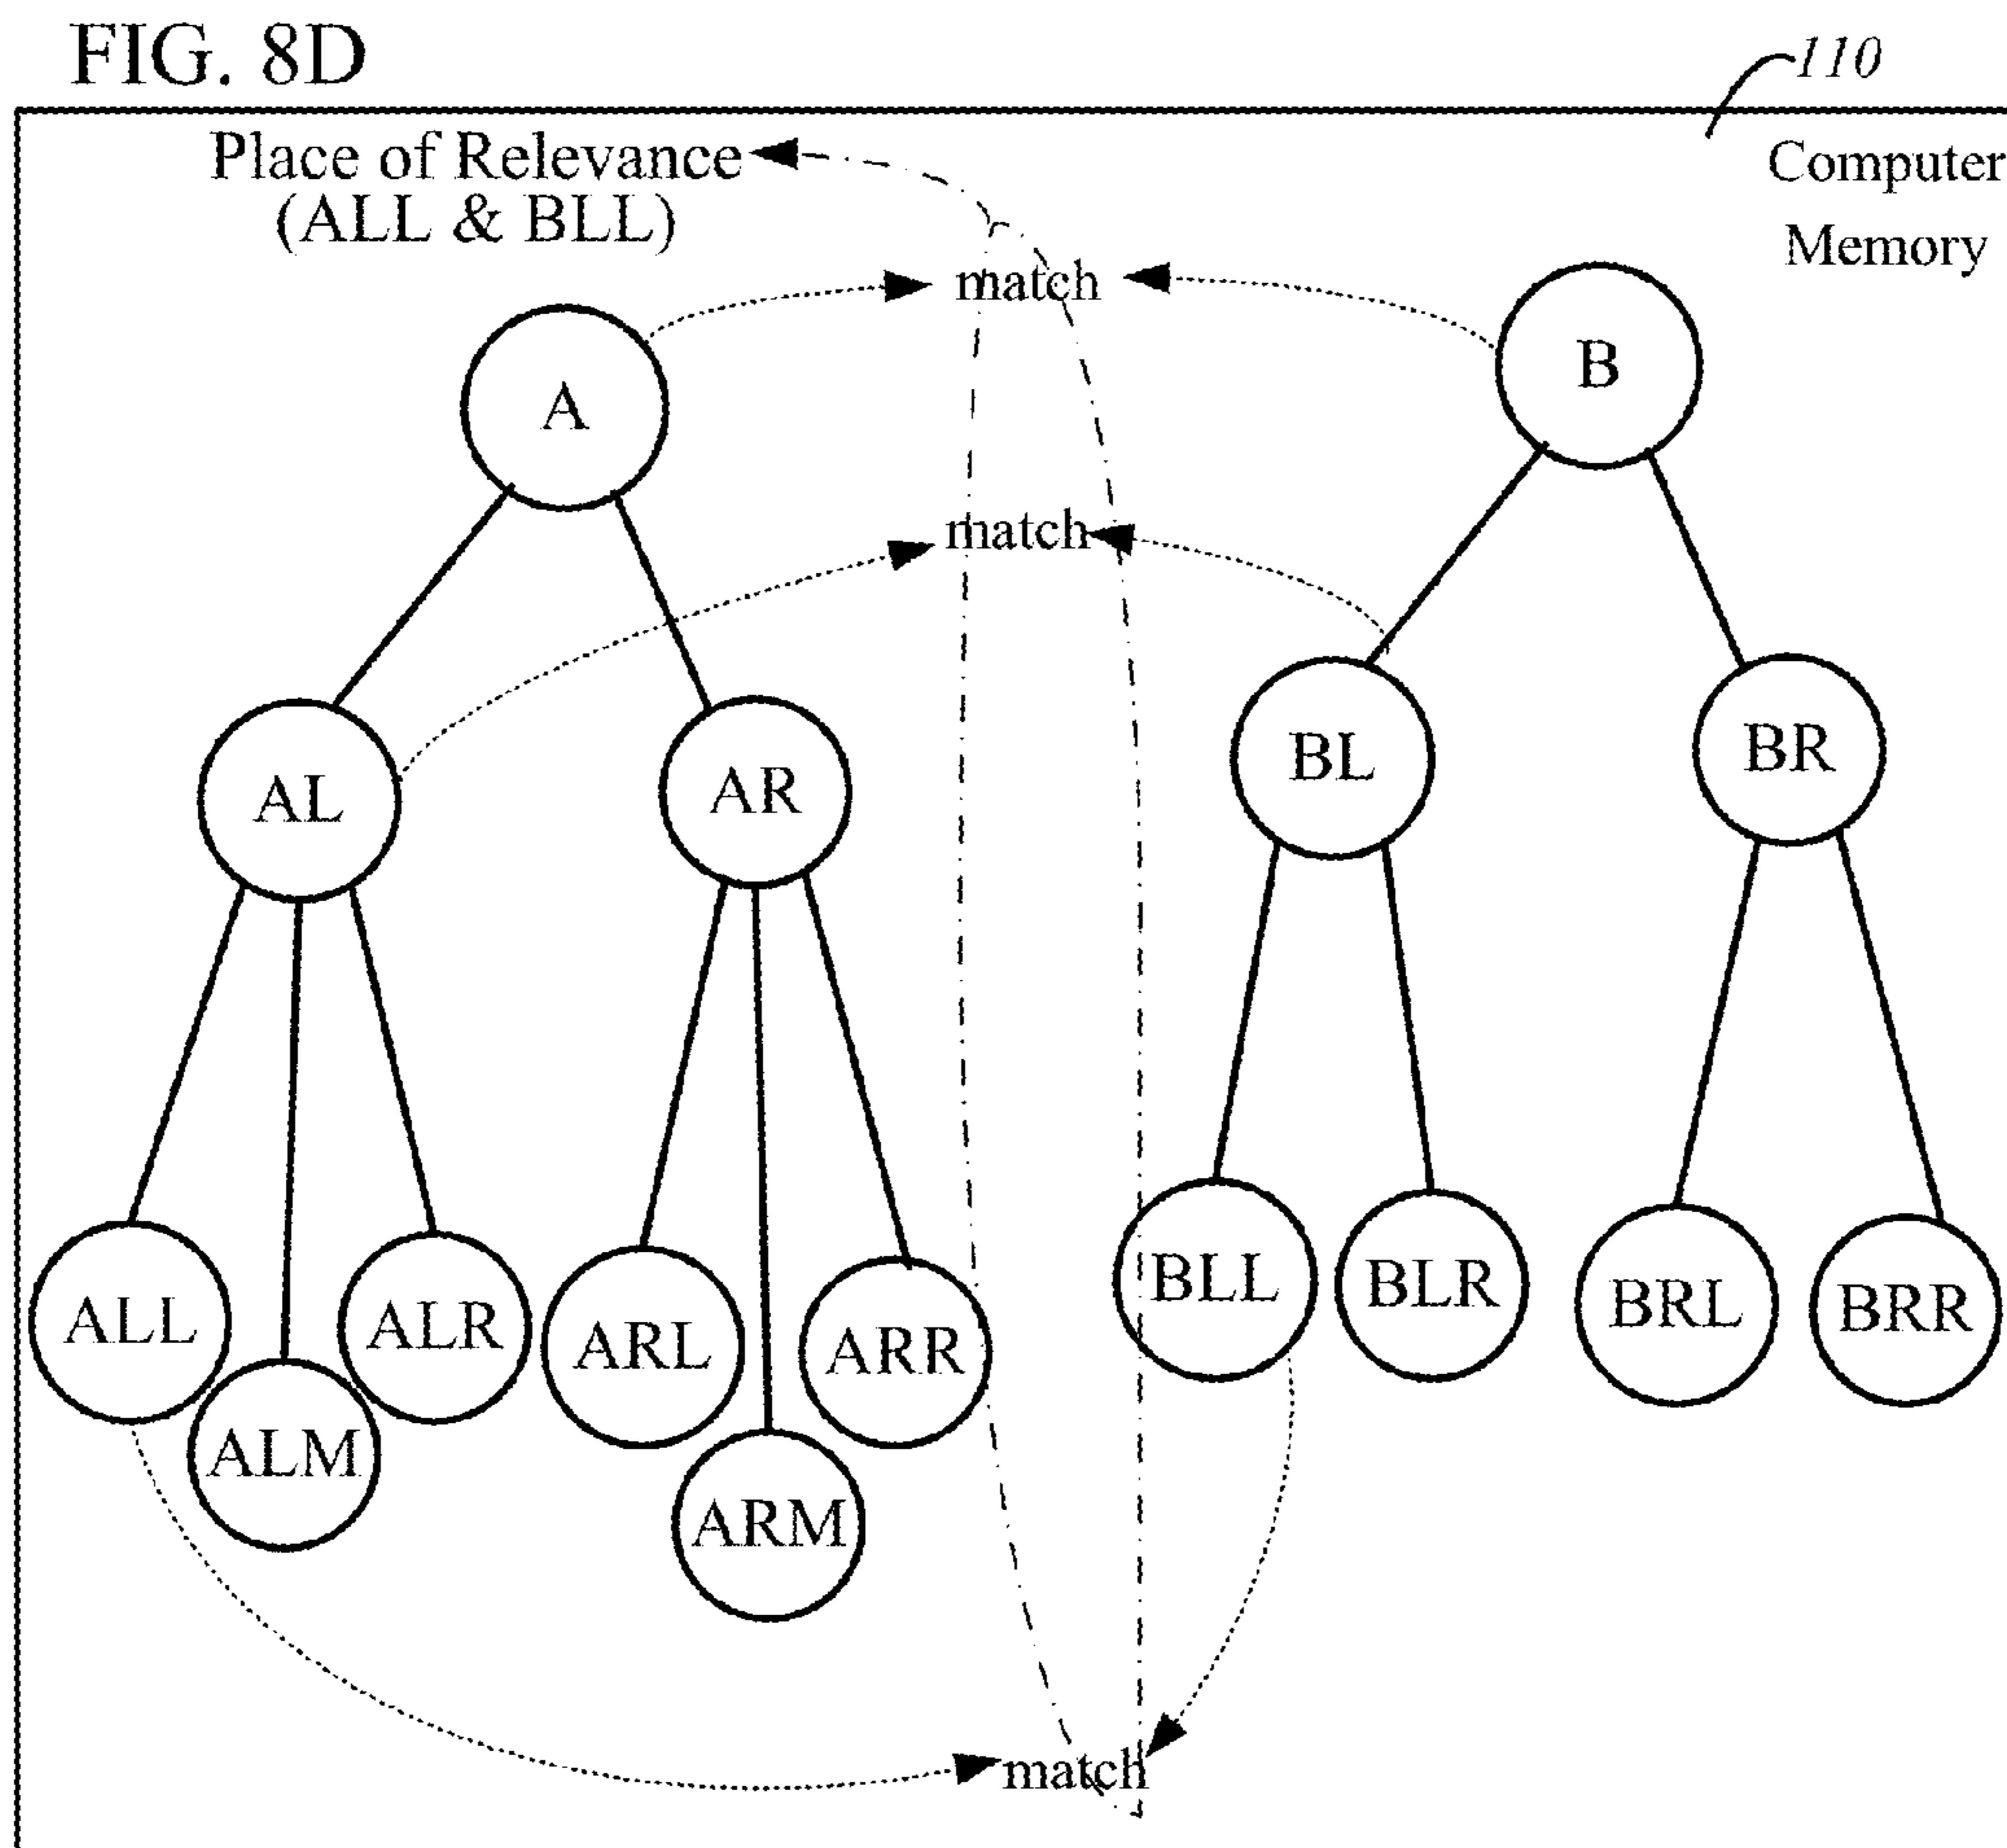 FIG. 8D
110
Place of Relevance
(ALL & BLL)
Computer
Memory
match
A
B
match
AL
AR
BL
BR
ALL
ALM
ALR
ARL
ARM
ARR
BLL
BLR
BRL
BRR
match